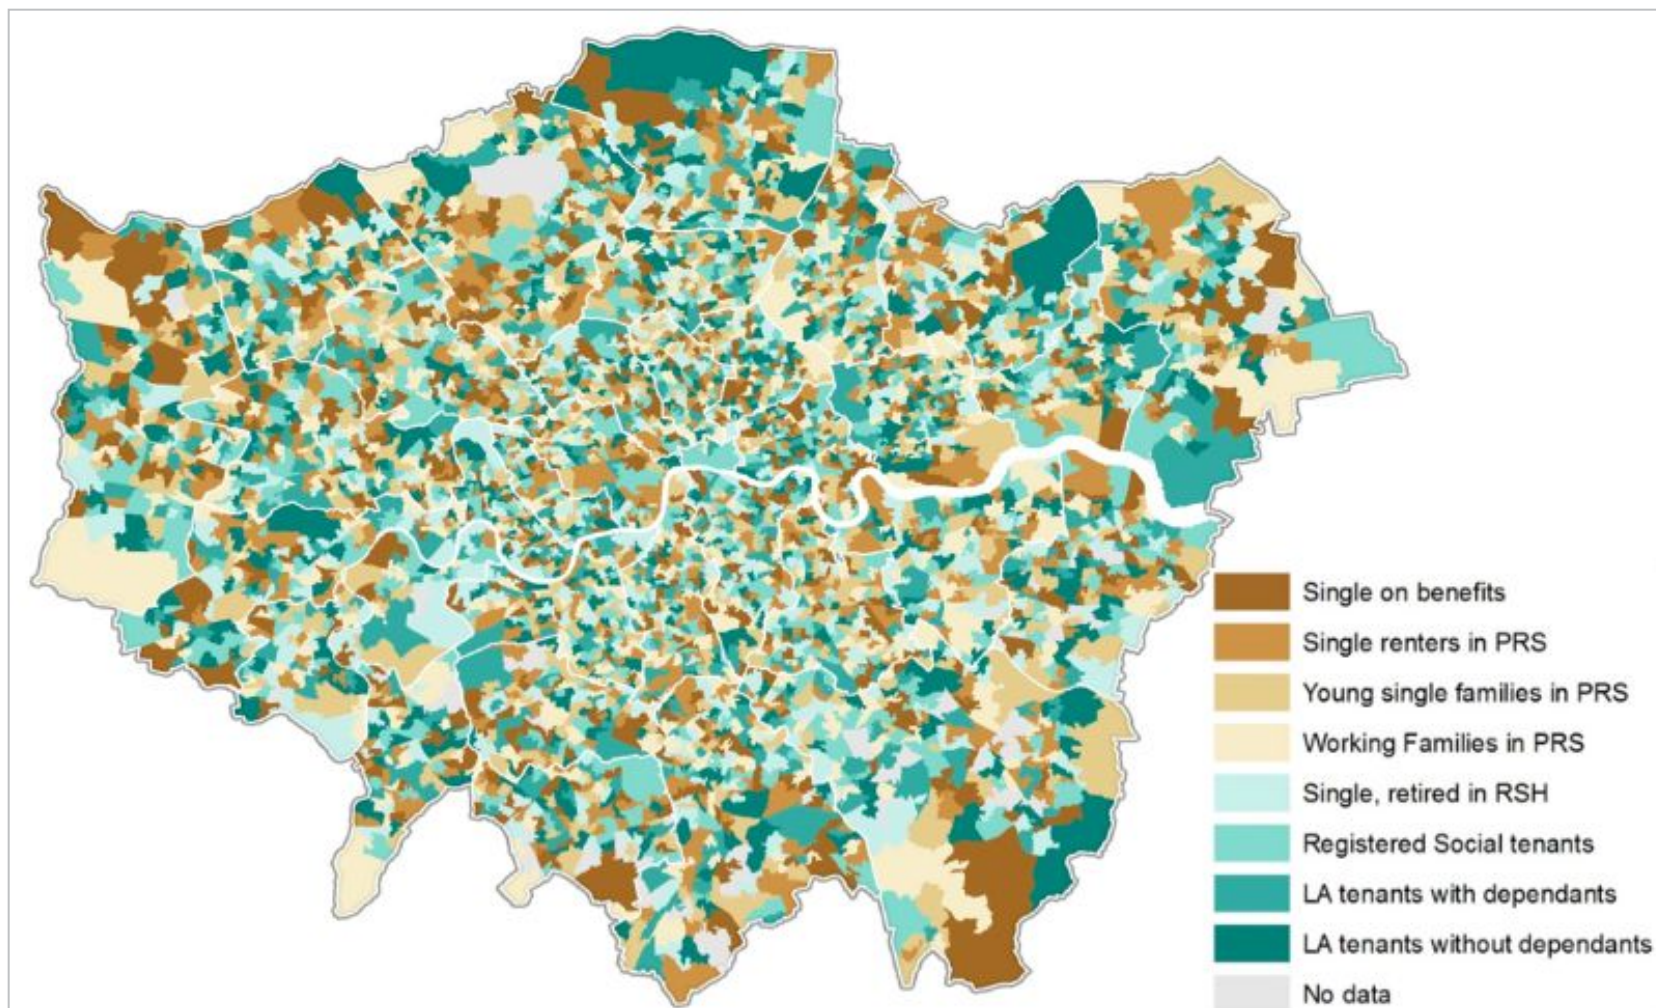 Single on benefits
Single renters in PRS
Young single families in PRS
Working Families in PRS
Single, retired in RSH
Registered Social tenants
LA tenants with dependants
LA tenants without dependants
No data